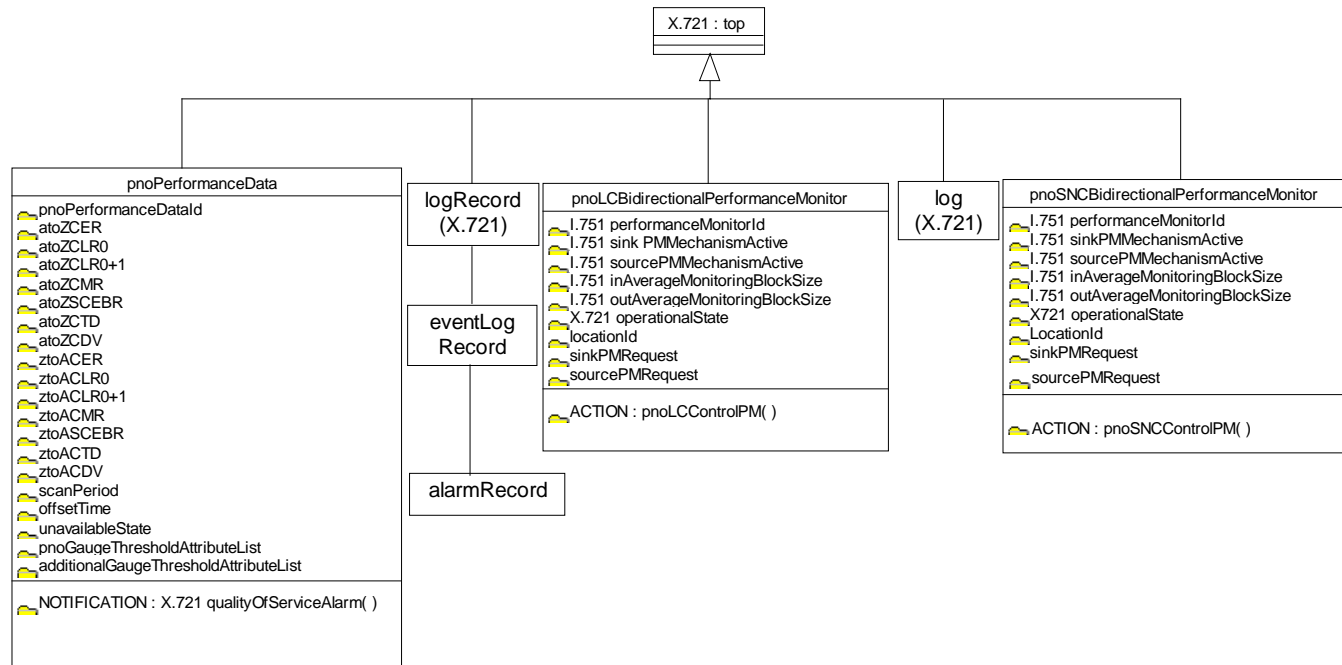 X.721 : top
pnoPerformanceData
pnoPerformanceDataId
atoZCER
atoZCLR0
atoZCLR0+1
atoZCMR
atoZSCEBR
atoZCTD
atoZCDV
ztoACER
ztoACLR0
ztoACLR0+1
ztoACMR
ztoASCEBR
ztoACTD
ztoACDV
scanPeriod
offsetTime
unavailableState
pnoGaugeThresholdAttributeList
additionalGaugeThresholdAttributeList
NOTIFICATION : X.721 qualityOfServiceAlarm( )
logRecord
(X.721)
eventLog
Record
alarmRecord
pnoLCBidirectionalPerformanceMonitor
I.751 performanceMonitorId
I.751 sink PMMechanismActive
I.751 sourcePMMechanismActive
I.751 inAverageMonitoringBlockSize
I.751 outAverageMonitoringBlockSize
X.721 operationalState
locationId
sinkPMRequest
sourcePMRequest
ACTION : pnoLCControlPM( )
log
(X.721)
pnoSNCBidirectionalPerformanceMonitor
I.751 performanceMonitorId
I.751 sinkPMMechanismActive
I.751 sourcePMMechanismActive
I.751 inAverageMonitoringBlockSize
I.751 outAverageMonitoringBlockSize
X721 operationalState
LocationId
sinkPMRequest
sourcePMRequest
ACTION : pnoSNCControlPM( )